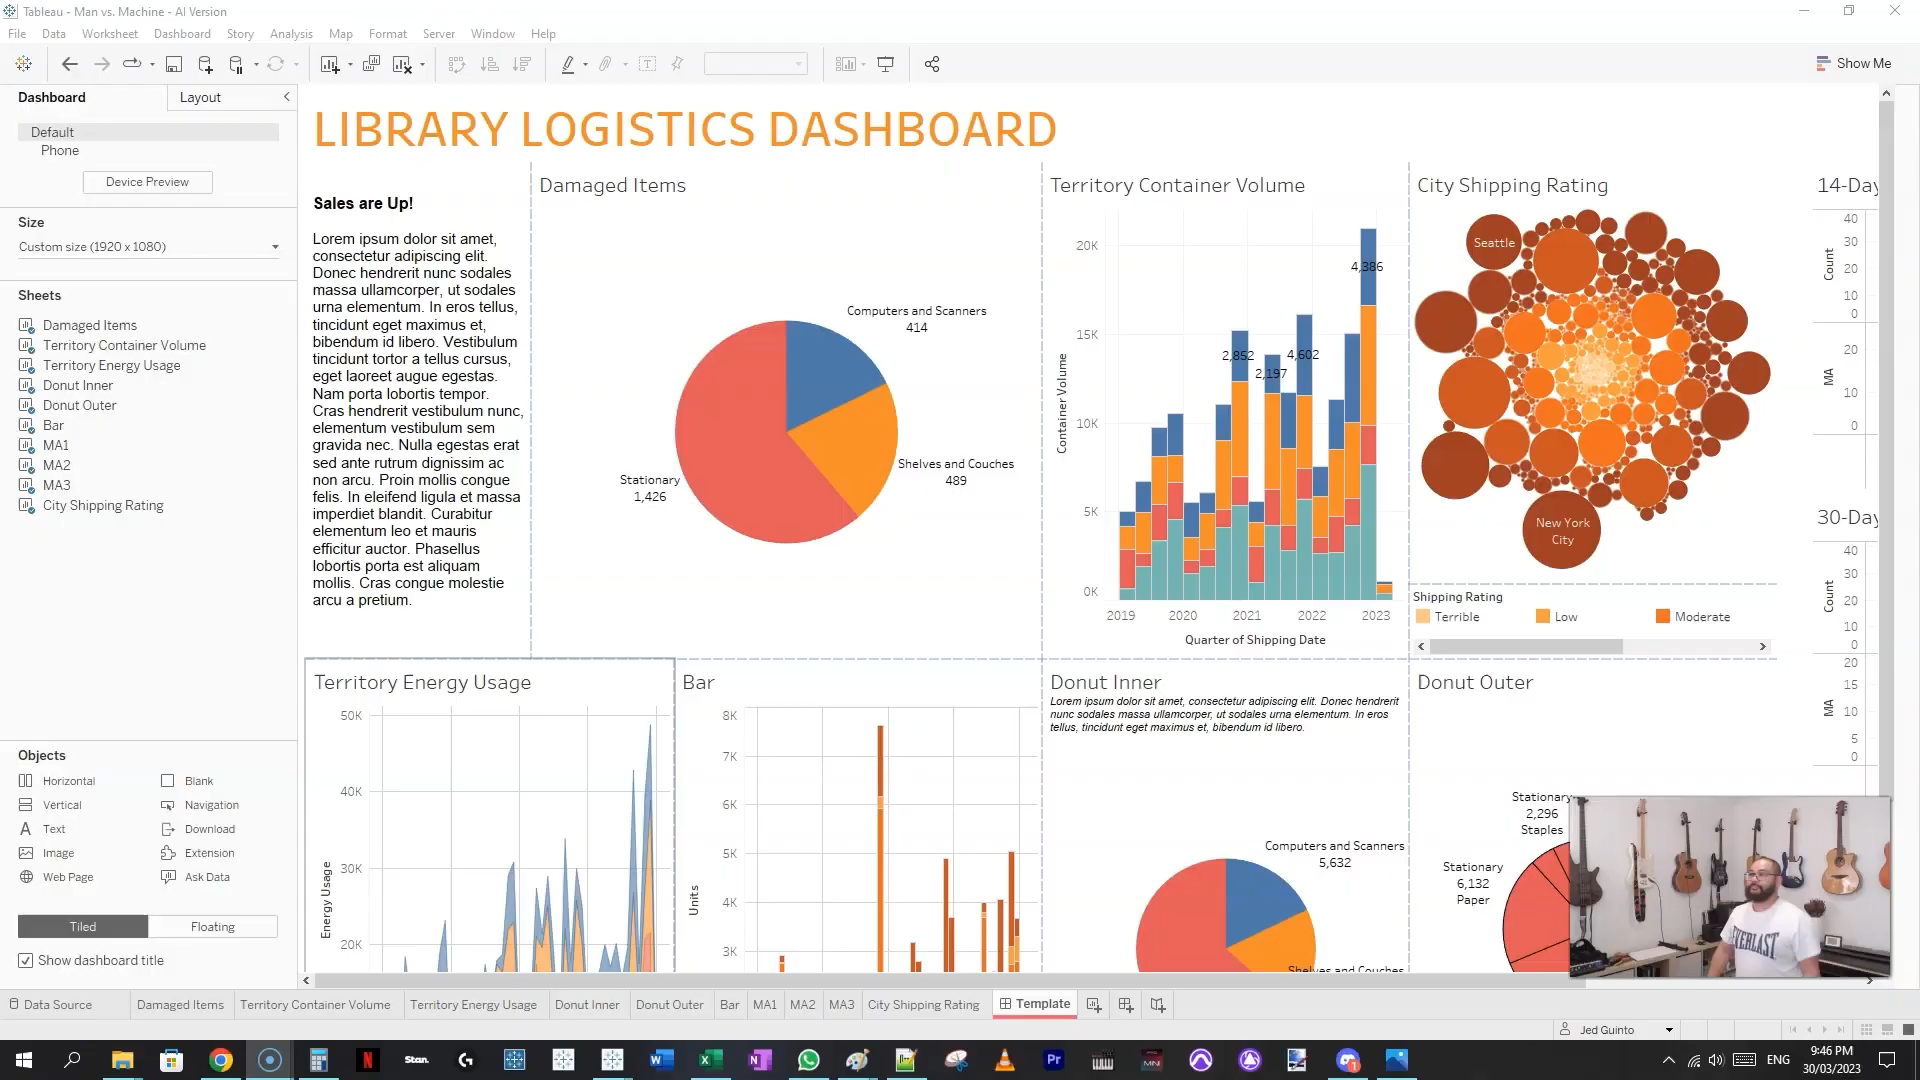 Tableau - Man vs. Machine - AI Version
File Data Worksheet Dashboard Story Analysis Map Format Server Window Help
Show Me
Dashboard
Layout
Default
Phone
Device Preview
Size
Custom size (1920 x 1080)
Sheets
Damaged Items
Territory Container Volume
Territory Energy Usage
Donut Inner
Donut Outer
Bar
MA1
MA2
MA3
City Shipping Rating
Objects
Horizontal
Blank
Vertical
Navigation
Text
Download
Image
Extension
Web Page
Ask Data
Tiled
Floating
Show dashboard title
LIBRARY LOGISTICS DASHBOARD
Sales are Up!
Lorem ipsum dolor sit amet,
consectetur adipiscing elit.
Donec hendrerit nunc sodales
massa ullamcorper, ut sodales
urna elementum. In eros tellus,
tincidunt eget maximus et,
bibendum id libero. Vestibulum
tincidunt tortor a tellus cursus,
eget laoreet augue egestas.
Nam porta lobortis tempor.
Cras hendrerit vestibulum nunc,
elementum vestibulum sem
gravida nec. Nulla egestas erat
sed ante rutrum dignissim ac
non arcu. Proin mollis congue
felis. In eleifend ligula et massa
imperdiet blandit. Curabitur
elementum leo et mauris
efficitur auctor. Phasellus
lobortis porta est aliquam
mollis. Cras congue molestie
arcu a pretium.
Damaged Items
Computers and Scanners
414
Shelves and Couches
489
Stationary
1,426
Territory Container Volume
20K
15K
10K
5K
0K
Container Volume
4,386
2,852
4,602
2,197
2019 2020 2021 2022 2023
Quarter of Shipping Date
City Shipping Rating
Seattle
New York
City
Shipping Rating
Terrible
Low
Moderate
14-Day
40
30
20
10
0
Count
20
10
0
MA
30-Day
40
30
20
10
0
Count
20
15
10
5
0
MA
Territory Energy Usage
50K
40K
30K
20K
Energy Usage
Bar
8K
7K
6K
5K
4K
3K
Units
Donut Inner
Lorem ipsum dolor sit amet, consectetur adipiscing elit. Donec hendrerit
nunc sodales massa ullamcorper, ut sodales urna elementum. In eros
tellus, tincidunt eget maximus et, bibendum id libero.
Computers and Scanners
5,632
Shelves and Couches
Donut Outer
Stationary
2,296
Staples
Stationary
6,132
Paper
EVERLAST
Data Source
Damaged Items
Territory Container Volume
Territory Energy Usage
Donut Inner
Donut Outer
Bar
MA1
MA2
MA3
City Shipping Rating
Template
Jed Guinto
Stan.
ENG
9:46 PM
30/03/2023